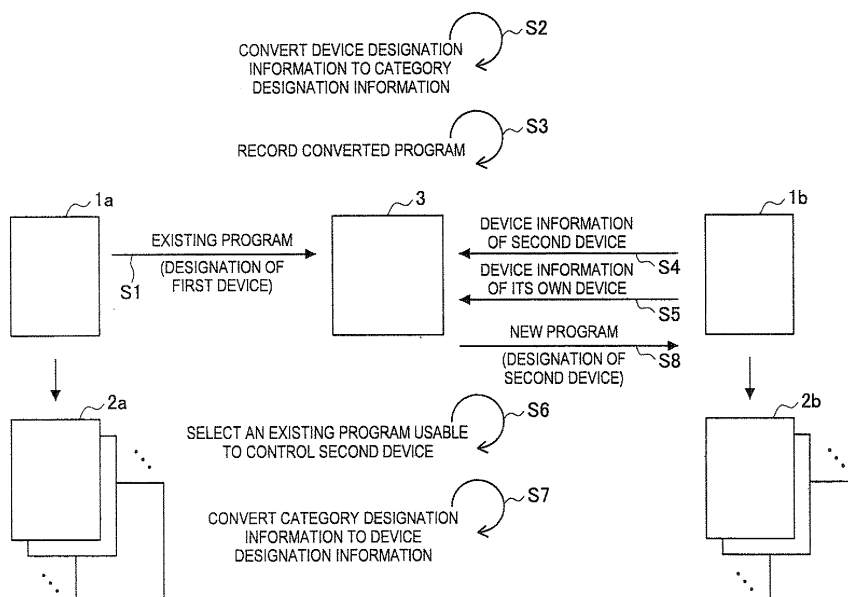 S2
CONVERT DEVICE DESIGNATION
INFORMATION TO CATEGORY
DESIGNATION INFORMATION
S3
RECORD CONVERTED PROGRAM
1a
3
1b
EXISTING PROGRAM
(DESIGNATION OF
FIRST DEVICE)
S1
DEVICE INFORMATION
OF SECOND DEVICE
S4
DEVICE INFORMATION
OF ITS OWN DEVICE
S5
NEW PROGRAM
(DESIGNATION OF
SECOND DEVICE)
S8
2a
S6
SELECT AN EXISTING PROGRAM USABLE
TO CONTROL SECOND DEVICE
2b
S7
CONVERT CATEGORY DESIGNATION
INFORMATION TO DEVICE
DESIGNATION INFORMATION